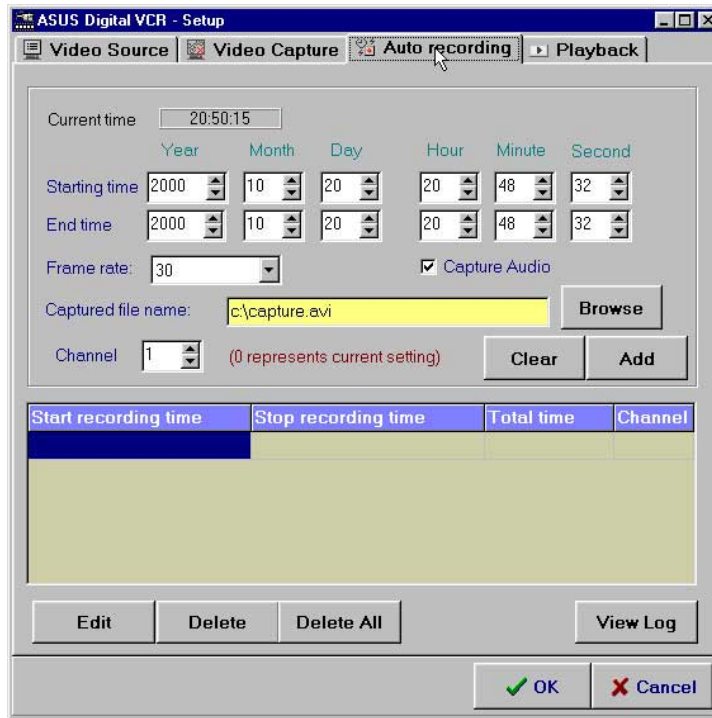 ASUS Digital VCR - Setup
Video Source Video Capture Auto recording Playback
Current time 20:50:15
Year Month Day Hour Minute Second
Starting time 2000 10 20 20 48 32
End time 2000 10 20 20 48 32
Frame rate: 30 Capture Audio
Captured file name: c:\capture.avi Browse
Channel 1 (0 represents current setting) Clear Add
Start recording time Stop recording time Total time Channel
Edit Delete Delete All View Log
OK Cancel